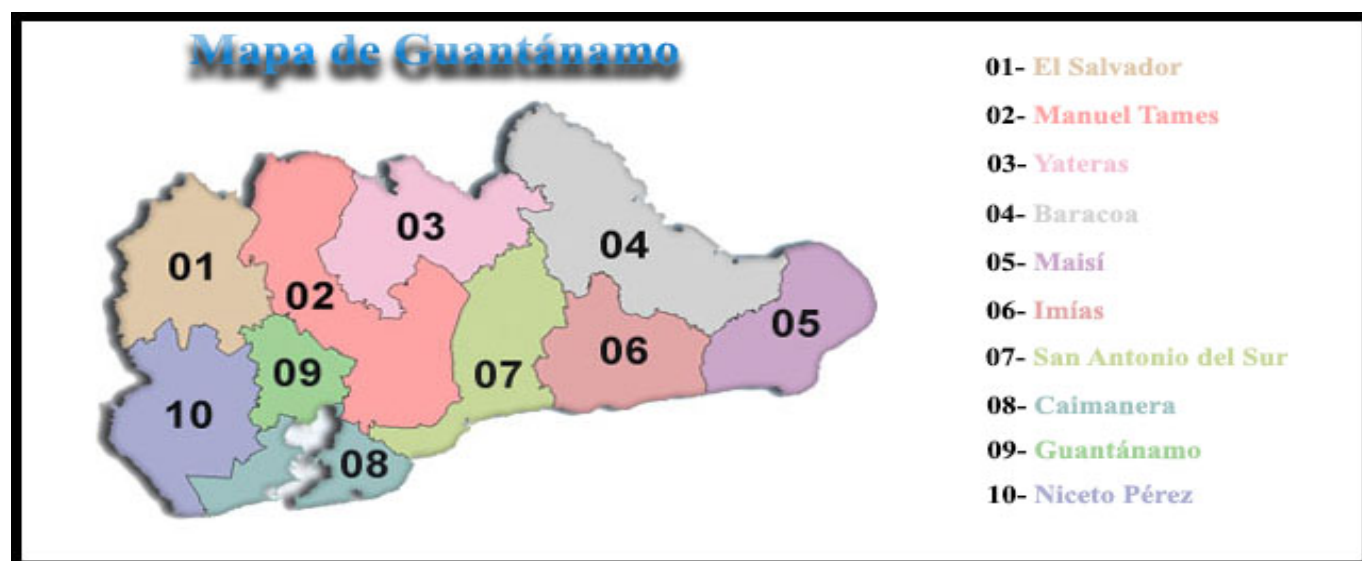 Mapa de Guantánamo
01- El Salvador
02- Manuel Tames
03- Yateras
04- Baracoa
05- Maisí
06- Imías
07- San Antonio del Sur
08- Caimanera
09- Guantánamo
10- Niceto Pérez
01
02
03
04
05
06
07
08
09
10